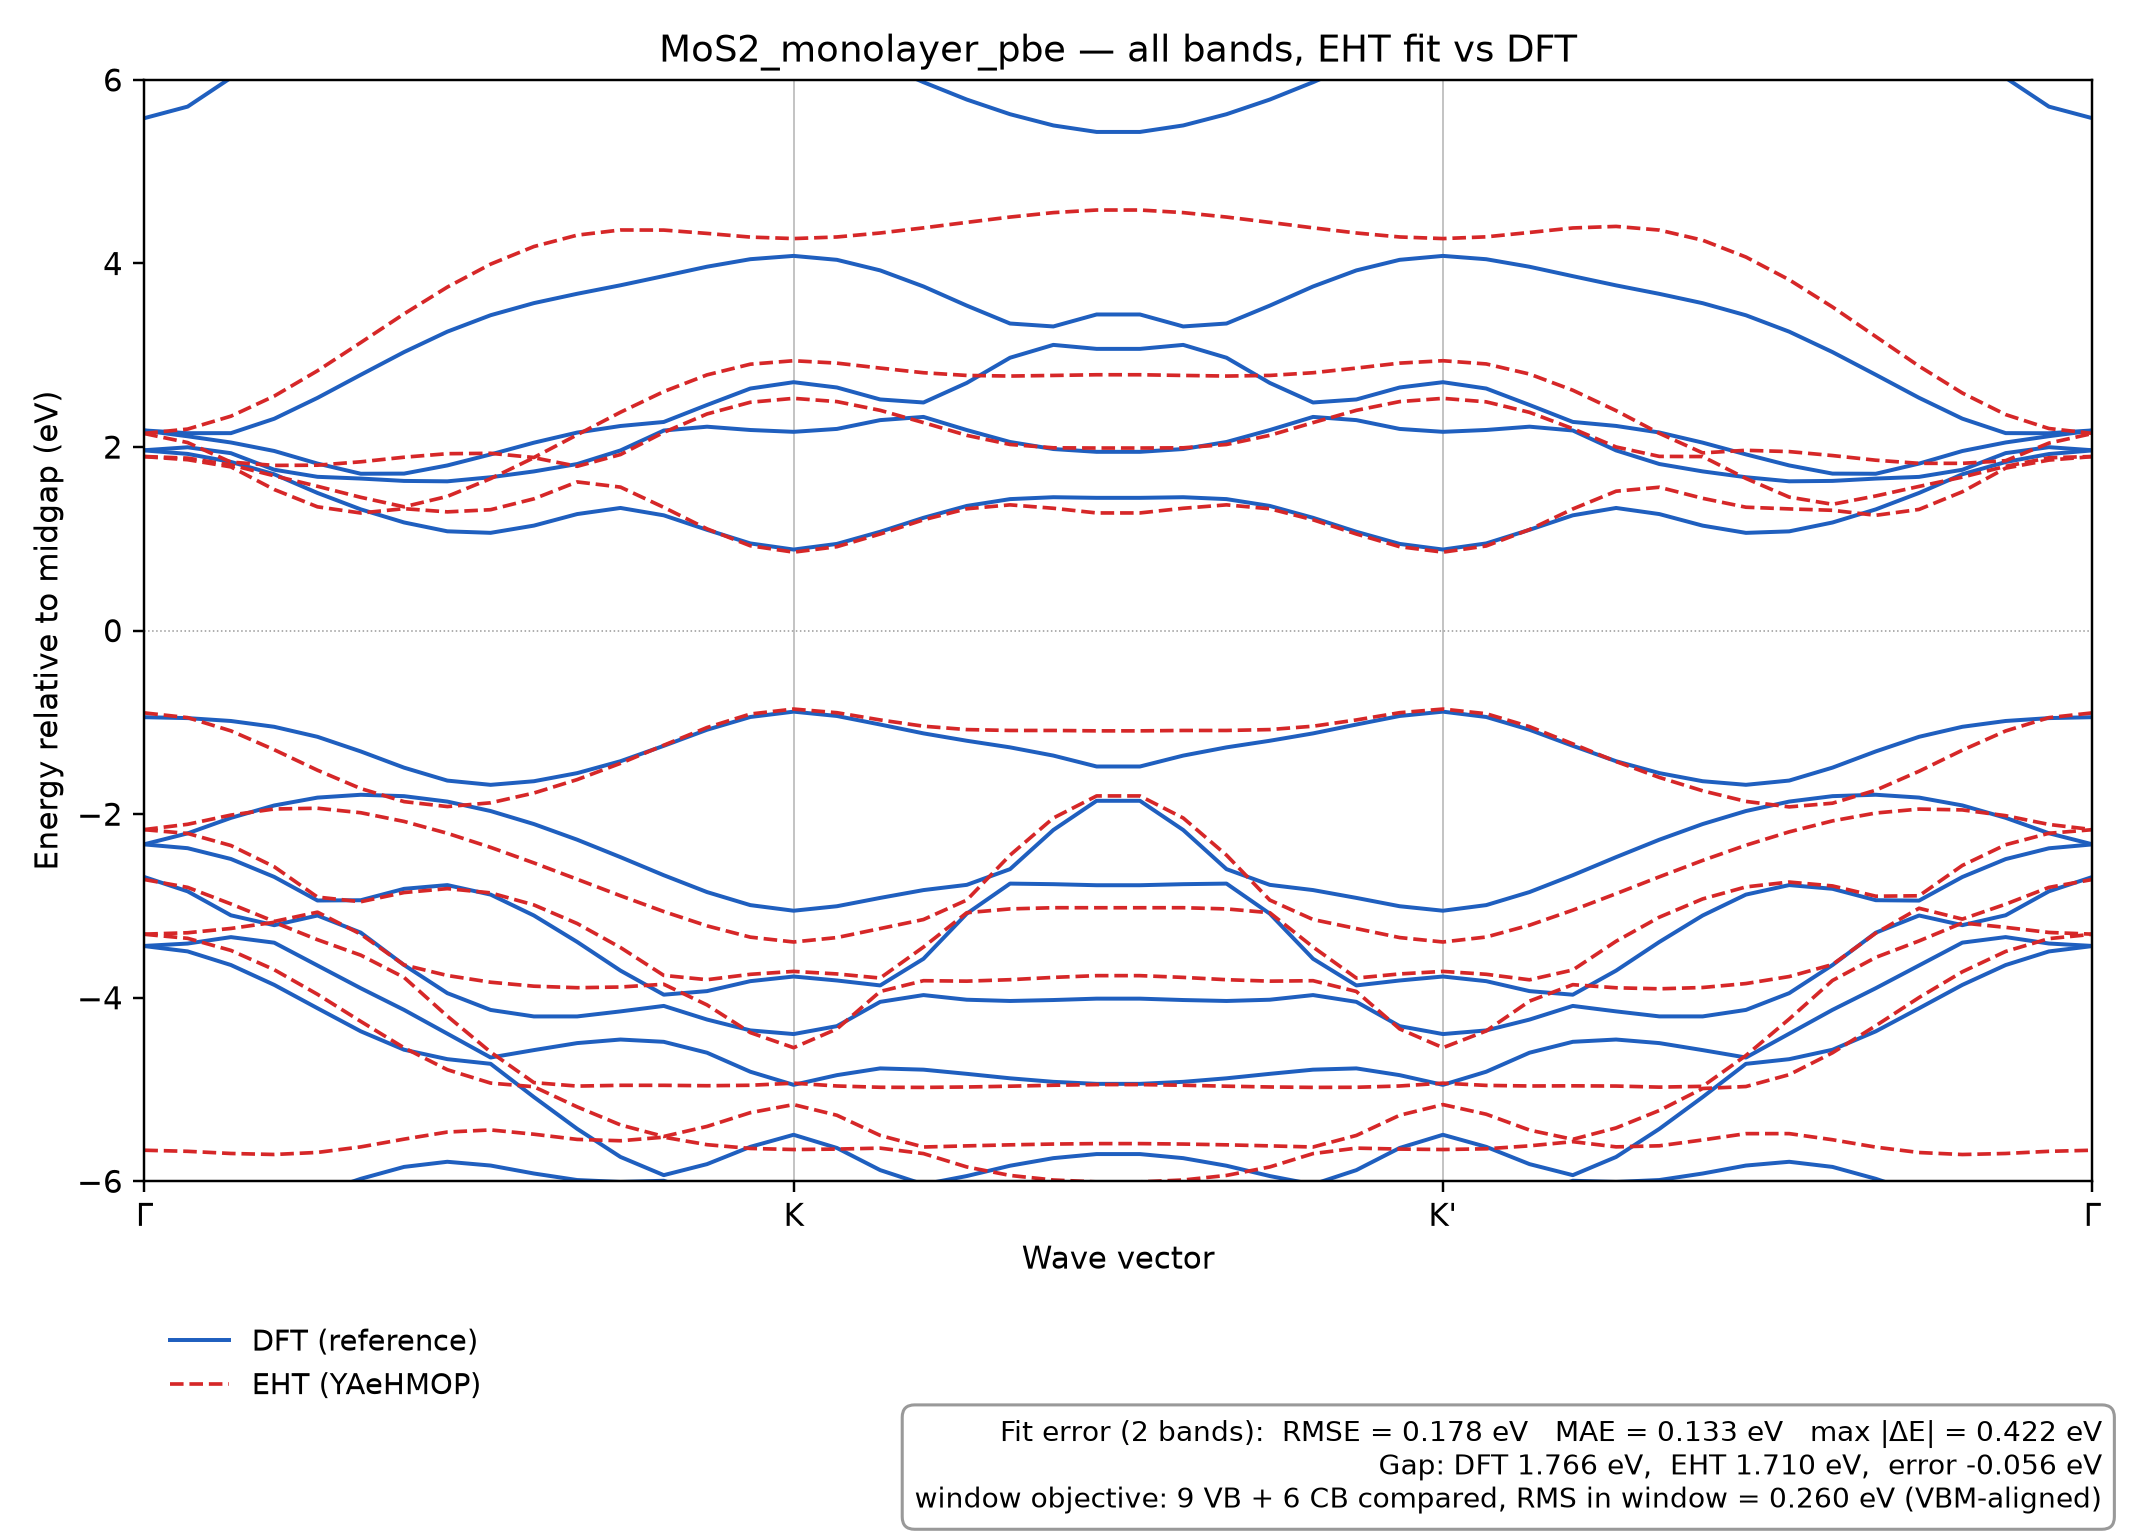 MoS2_monolayer_pbe — all bands, EHT fit vs DFT
Energy relative to midgap (eV)
6
4
2
0
−2
−4
−6
Γ K K' Γ
Wave vector
DFT (reference)
EHT (YAeHMOP)
Fit error (2 bands):  RMSE = 0.178 eV   MAE = 0.133 eV   max |ΔE| = 0.422 eV
Gap: DFT 1.766 eV,  EHT 1.710 eV,  error -0.056 eV
window objective: 9 VB + 6 CB compared, RMS in window = 0.260 eV (VBM-aligned)